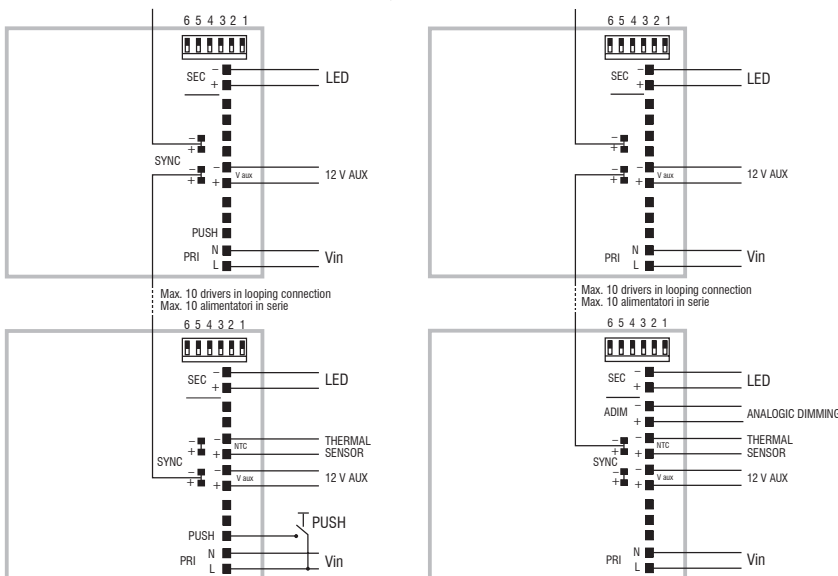 6 5 4 3 2 1
SEC
−
+
LED
−
+
SYNC
−
+
−
+
V aux
12 V AUX
PUSH
PRI
N
L
Vin
Max. 10 drivers in looping connection
Max. 10 alimentatori in serie
6 5 4 3 2 1
SEC
−
+
LED
−
+
SYNC
−
+
−
+
NTC
THERMAL
SENSOR
−
+
V aux
12 V AUX
PUSH
PUSH
PRI
N
L
Vin
6 5 4 3 2 1
SEC
−
+
LED
−
+
−
+
−
+
V aux
12 V AUX
PRI
N
L
Vin
Max. 10 drivers in looping connection
Max. 10 alimentatori in serie
6 5 4 3 2 1
SEC
−
+
LED
ADIM
−
+
ANALOGIC DIMMING
−
+
SYNC
−
+
−
+
NTC
THERMAL
SENSOR
−
+
V aux
12 V AUX
PRI
N
L
Vin